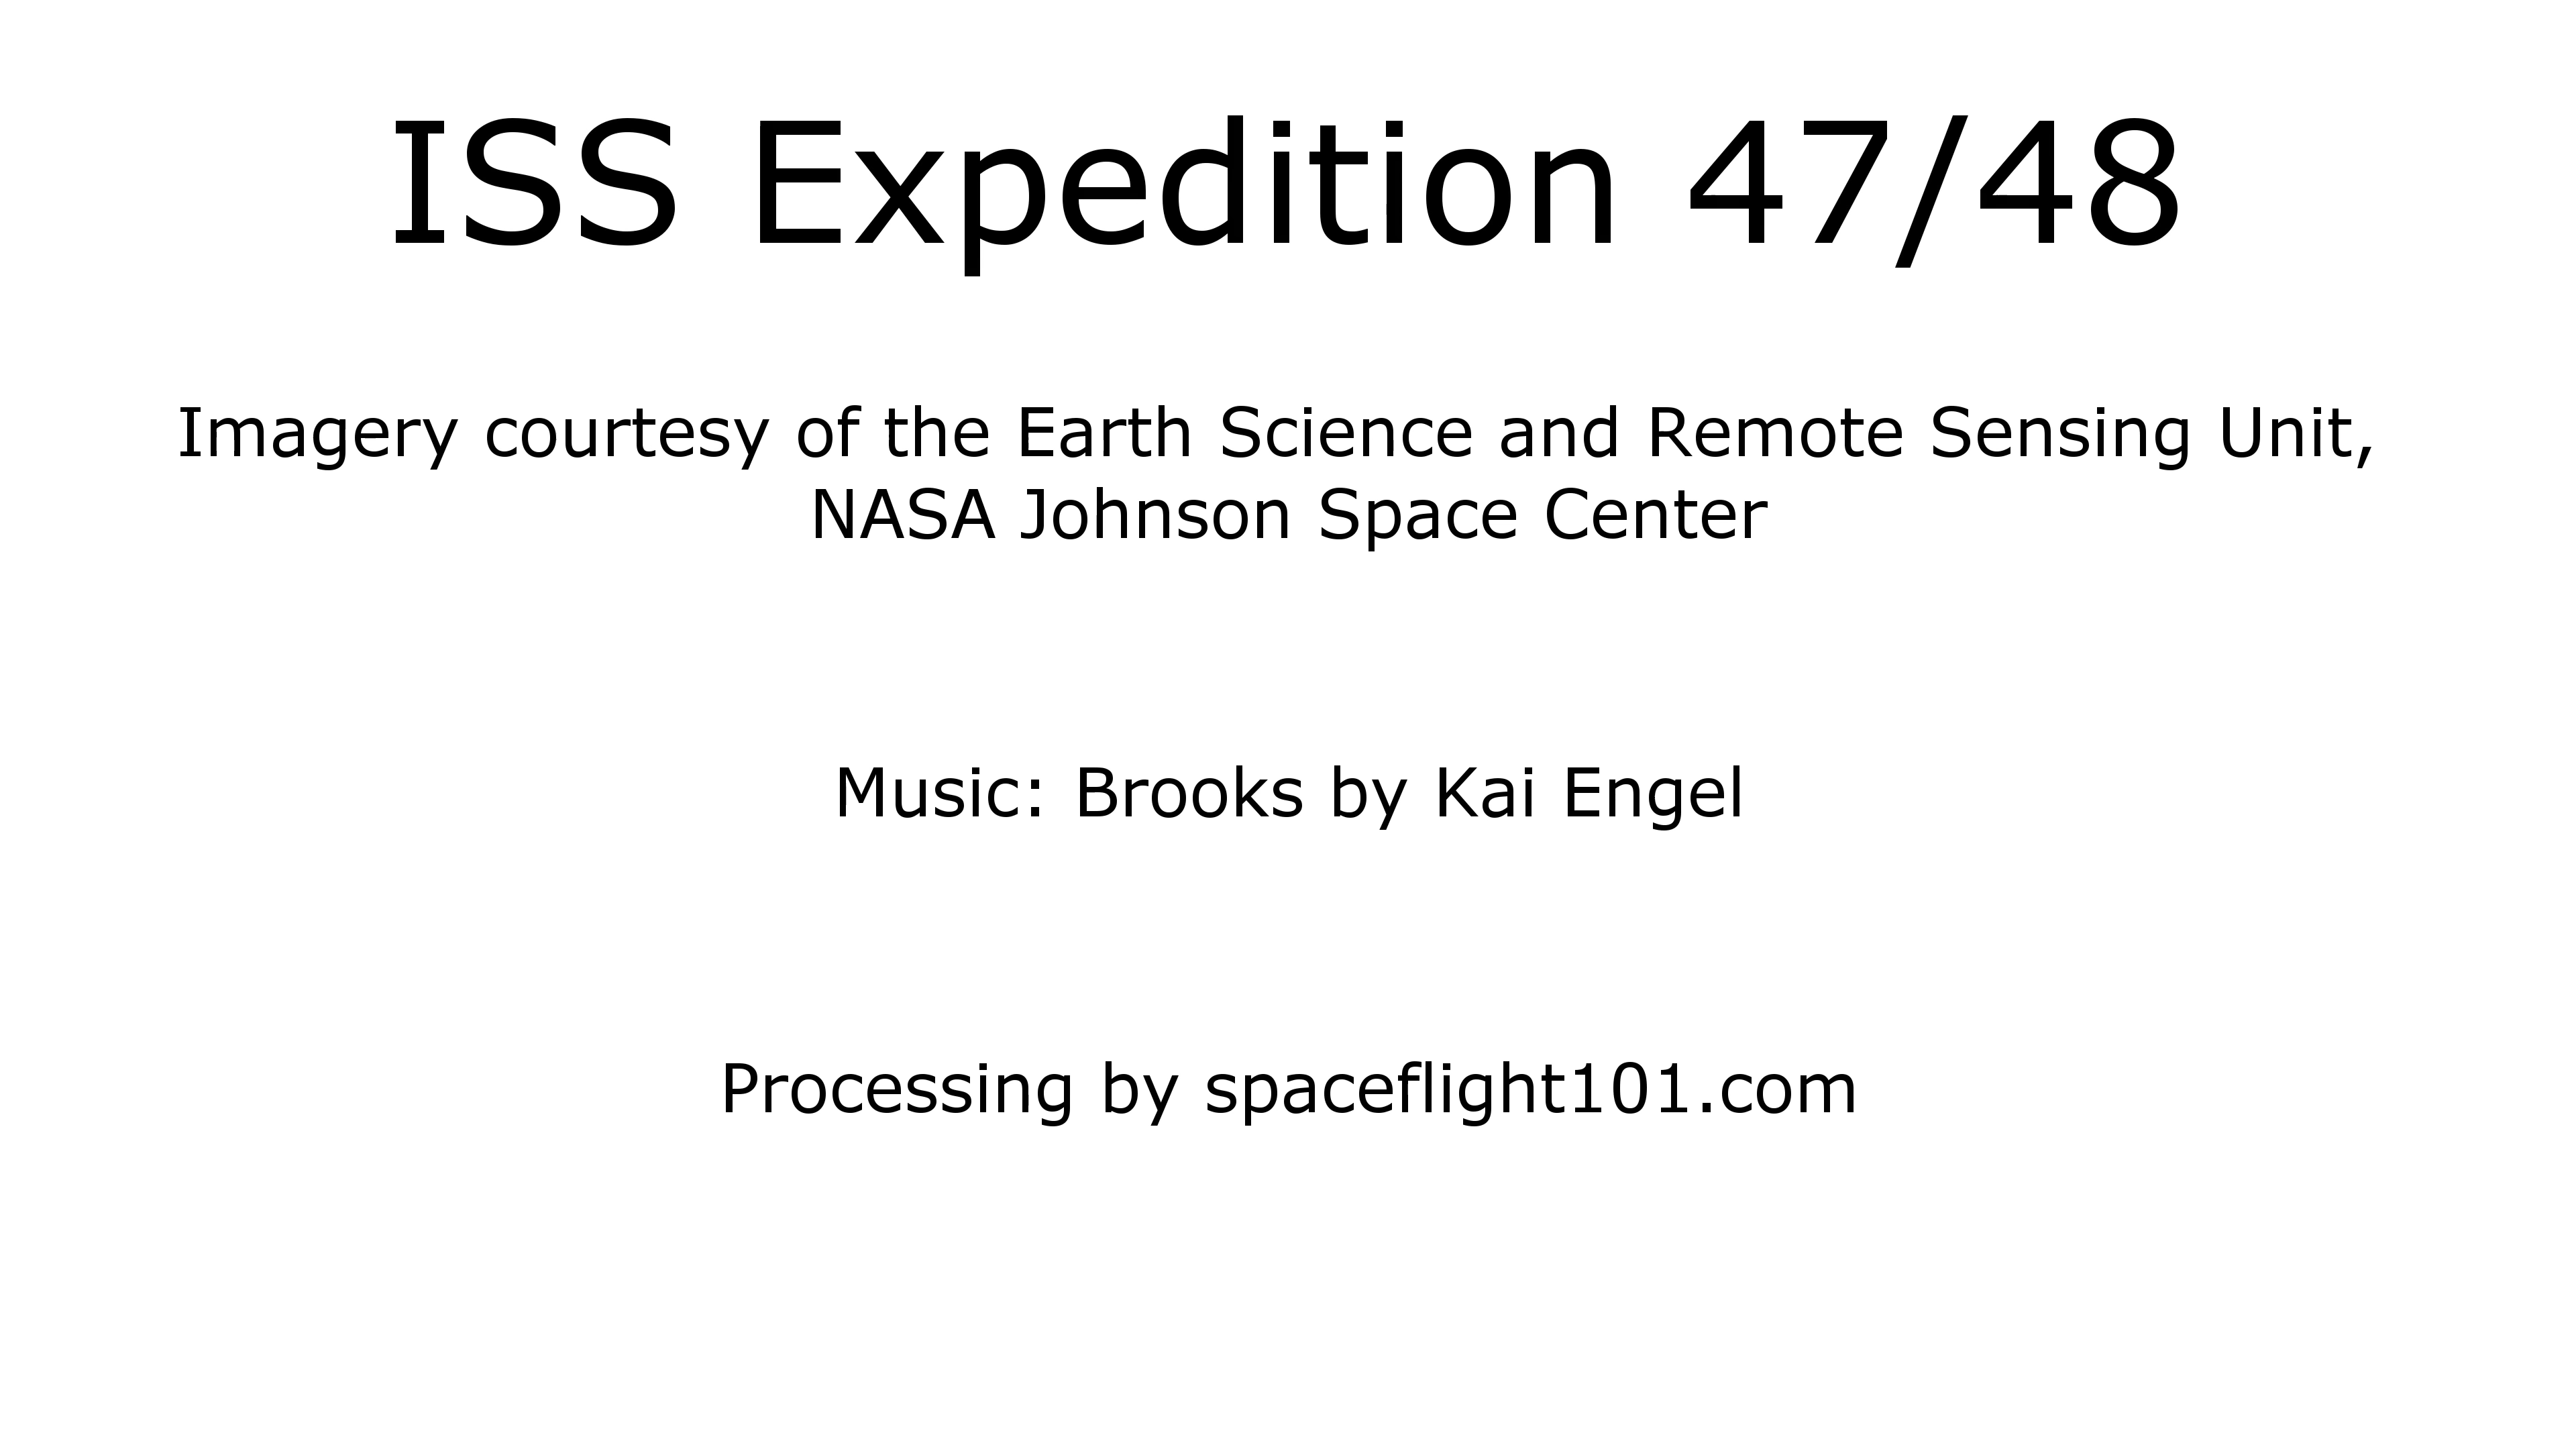 ISS Expedition 47/48
Imagery courtesy of the Earth Science and Remote Sensing Unit,
NASA Johnson Space Center
Music: Brooks by Kai Engel
Processing by spaceflight101.com